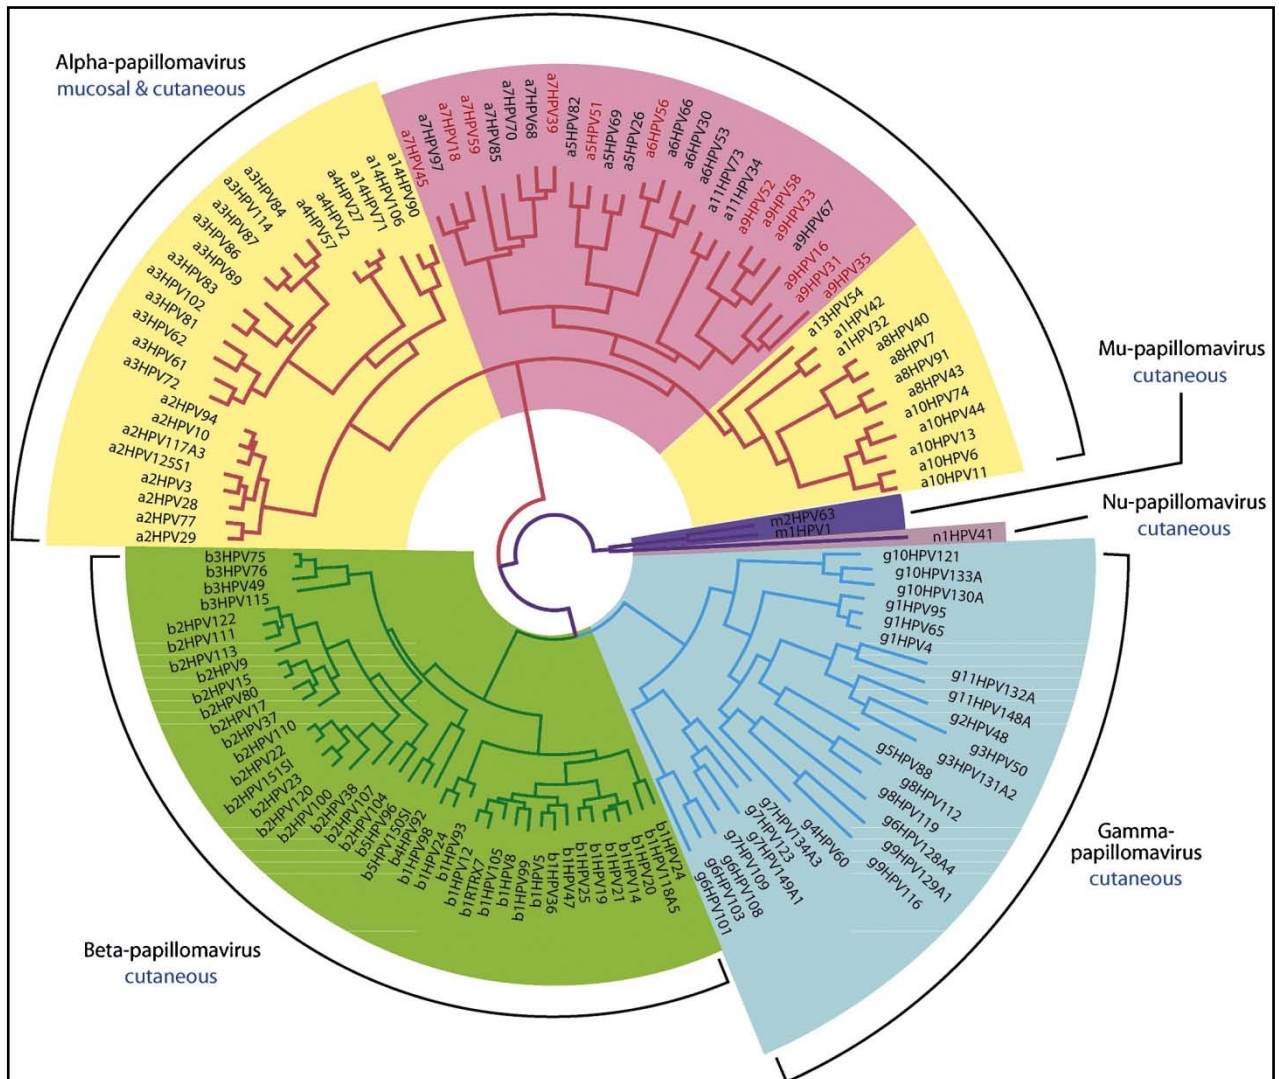 Alpha-papillomavirus
mucosal & cutaneous
a2HPV29
a2HPV77
a2HPV28
a2HPV3
a2HPV125S1
a2HPV117A3
a2HPV10
a2HPV94
a3HPV72
a3HPV61
a3HPV62
a3HPV81
a3HPV102
a3HPV83
a3HPV89
a3HPV86
a3HPV87
a3HPV114
a3HPV84
a4HPV57
a4HPV2
a4HPV27
a14HPV71
a14HPV106
a14HPV90
a7HPV45
a7HPV97
a7HPV18
a7HPV59
a7HPV85
a7HPV70
a7HPV68
a7HPV39
a5HPV82
a5HPV51
a5HPV69
a5HPV26
a6HPV56
a6HPV66
a6HPV30
a6HPV53
a11HPV73
a11HPV34
a9HPV52
a9HPV58
a9HPV33
a9HPV67
a9HPV16
a9HPV31
a9HPV35
a13HPV54
a1HPV42
a1HPV32
a8HPV40
a8HPV7
a8HPV91
a8HPV43
a10HPV74
a10HPV44
a10HPV13
a10HPV6
a10HPV11
Mu-papillomavirus
cutaneous
m2HPV63
m1HPV1
Nu-papillomavirus
cutaneous
n1HPV41
g10HPV121
g10HPV133A
g10HPV130A
g1HPV95
g1HPV65
g1HPV4
g11HPV132A
g11HPV148A
g2HPV48
g3HPV50
g3HPV131A2
g5HPV88
g8HPV112
g8HPV119
g6HPV128A4
g9HPV129A1
g9HPV116
g4HPV60
g7HPV134A3
g7HPV123
g7HPV149A1
g7HPV109
g6HPV108
g6HPV103
g6HPV101
Gamma-
papillomavirus
cutaneous
b3HPV75
b3HPV76
b3HPV49
b3HPV115
b2HPV122
b2HPV111
b2HPV113
b2HPV9
b2HPV15
b2HPV80
b2HPV17
b2HPV37
b2HPV110
b2HPV22
b2HPV151SI
b2HPV23
b2HPV120
b2HPV100
b2HPV38
b2HPV107
b2HPV104
b5HPV96
b5HPV150SI
b4HPV92
b1HPV98
b1HPV24
b1HPV93
b1HPV12
b1RTRX7
b1HPV105
b1HPV8
b1HPV99
b1HPV5
b1HPV36
b1HPV47
b1HPV25
b1HPV19
b1HPV21
b1HPV14
b1HPV20
b1HPV118A5
b1HPV24
Beta-papillomavirus
cutaneous